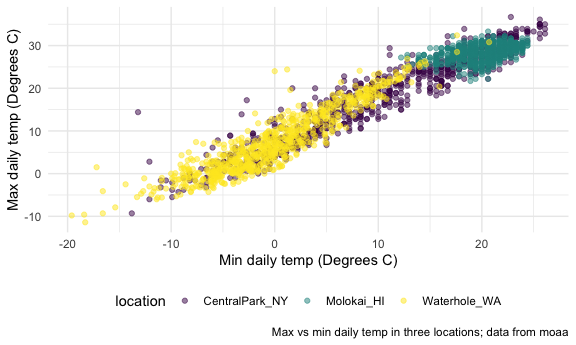 Max daily temp (Degrees C)
30
20
10
0
-10
-20
-10
0
10
20
Min daily temp (Degrees C)
location
CentralPark_NY
Molokai_HI
Waterhole_WA
Max vs min daily temp in three locations; data from moaa